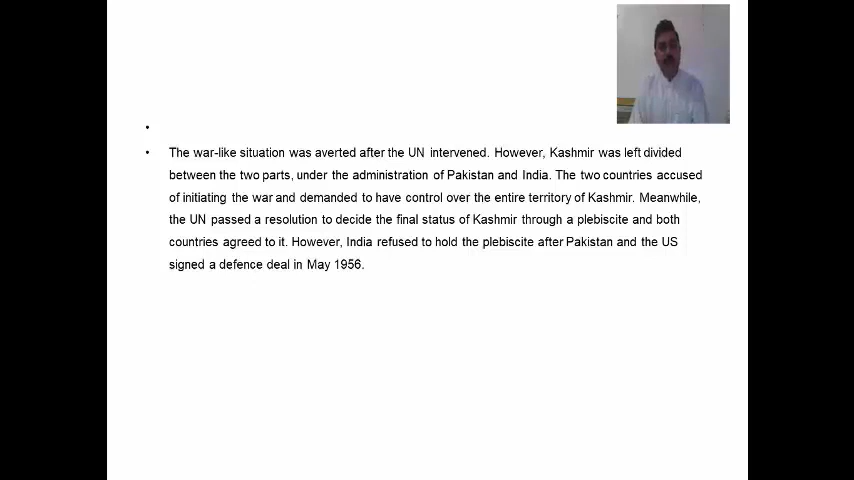 •
• The war-like situation was averted after the UN intervened. However, Kashmir was left divided
between the two parts, under the administration of Pakistan and India. The two countries accused
of initiating the war and demanded to have control over the entire territory of Kashmir. Meanwhile,
the UN passed a resolution to decide the final status of Kashmir through a plebiscite and both
countries agreed to it. However, India refused to hold the plebiscite after Pakistan and the US
signed a defence deal in May 1956.